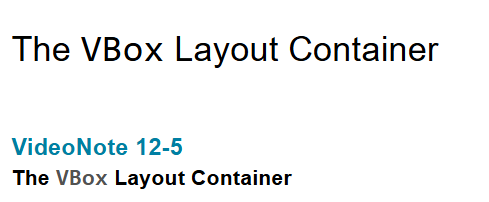 The VBox Layout Container
VideoNote 12-5
The VBox Layout Container